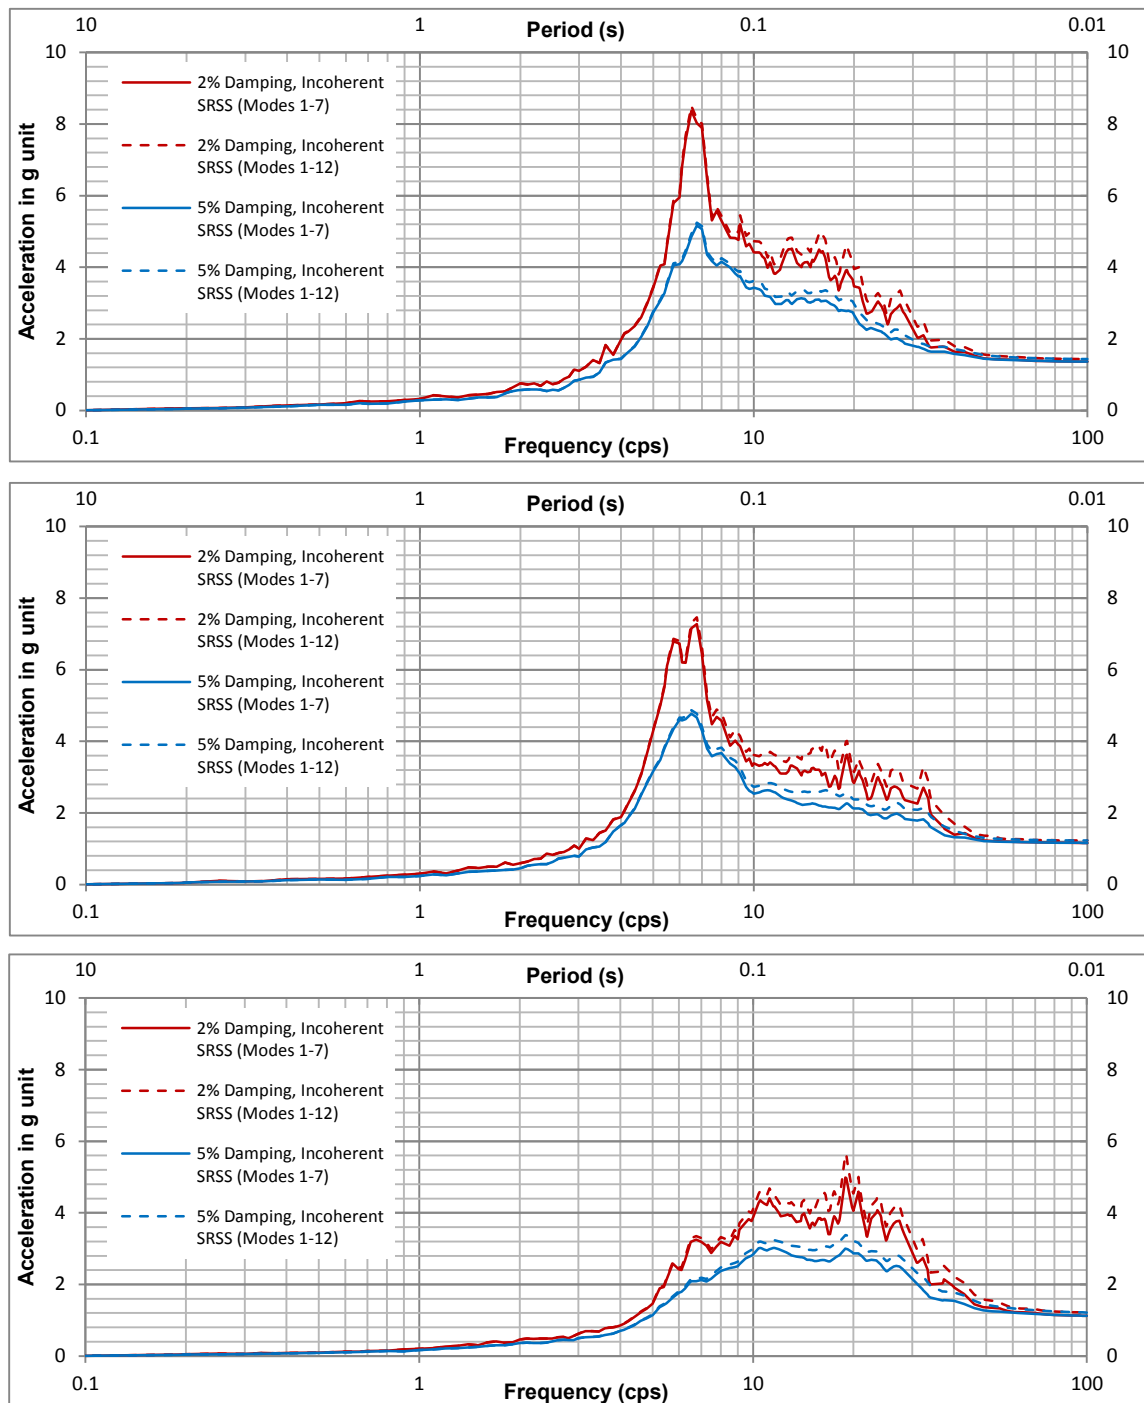 10 1 Period (s) 0.1 0.01
10 10
2% Damping, Incoherent
SRSS (Modes 1-7)
8 8
2% Damping, Incoherent
SRSS (Modes 1-12)
6 6
5% Damping, Incoherent
SRSS (Modes 1-7)
4 4
5% Damping, Incoherent
SRSS (Modes 1-12)
2 2
0 0
Acceleration in g unit
0.1 1 10 100
Frequency (cps)
10 1 Period (s) 0.1 0.01
10 10
2% Damping, Incoherent
SRSS (Modes 1-7)
8 8
2% Damping, Incoherent
SRSS (Modes 1-12)
6 6
5% Damping, Incoherent
SRSS (Modes 1-7)
4 4
5% Damping, Incoherent
SRSS (Modes 1-12)
2 2
0 0
Acceleration in g unit
0.1 1 10 100
Frequency (cps)
10 1 Period (s) 0.1 0.01
10 10
2% Damping, Incoherent
SRSS (Modes 1-7)
8 8
2% Damping, Incoherent
SRSS (Modes 1-12)
6 6
5% Damping, Incoherent
SRSS (Modes 1-7)
4 4
5% Damping, Incoherent
SRSS (Modes 1-12)
2 2
0 0
Acceleration in g unit
0.1 1 10 100
Frequency (cps)